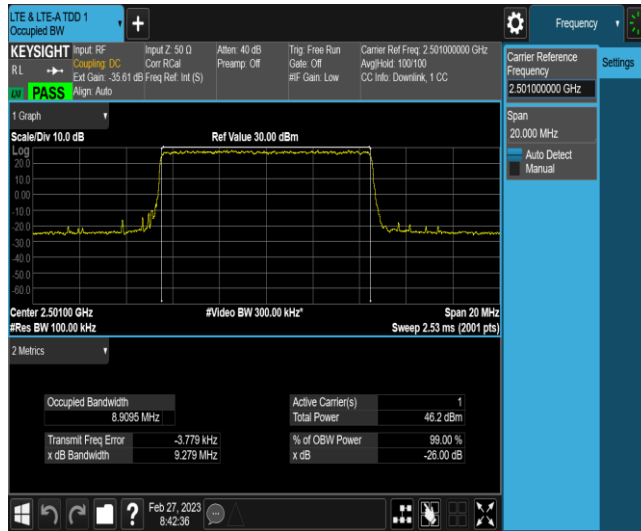 LTE & LTE-A TDD 1
Occupied BW
Frequency
KEYSIGHT
RL
PASS
Input: RF
Coupling: DC
Ext Gain: -35.61 dB
Align: Auto
Input Z: 50 Ω
Corr RCal
Freq Ref: Int (S)
Atten: 40 dB
Preamp: Off
Trig: Free Run
Gate: Off
#IF Gain: Low
Carrier Ref Freq: 2.501000000 GHz
Avg|Hold: 100/100
CC Info: Downlink, 1 CC
Carrier Reference
Frequency
2.501000000 GHz
Settings
Span
20.000 MHz
Auto Detect
Manual
1 Graph
Scale/Div 10.0 dB
Ref Value 30.00 dBm
Log
20.0
10.0
0.00
-10.0
-20.0
-30.0
-40.0
-50.0
-60.0
Center 2.50100 GHz
#Video BW 300.00 kHz*
Span 20 MHz
#Res BW 100.00 kHz
Sweep 2.53 ms (2001 pts)
2 Metrics
Occupied Bandwidth
8.9095 MHz
Transmit Freq Error -3.779 kHz
x dB Bandwidth 9.279 MHz
Active Carrier(s) 1
Total Power 46.2 dBm
% of OBW Power 99.00 %
x dB -26.00 dB
Feb 27, 2023
8:42:36